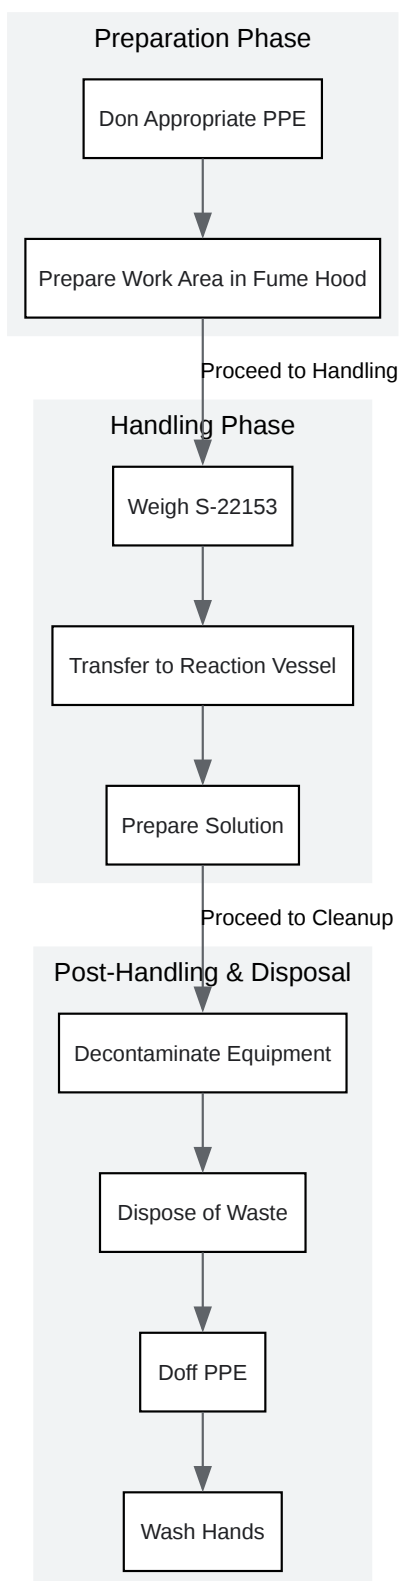 Preparation Phase
Don Appropriate PPE
Prepare Work Area in Fume Hood
Proceed to Handling
Handling Phase
Weigh S-22153
Transfer to Reaction Vessel
Prepare Solution
Proceed to Cleanup
Post-Handling & Disposal
Decontaminate Equipment
Dispose of Waste
Doff PPE
Wash Hands